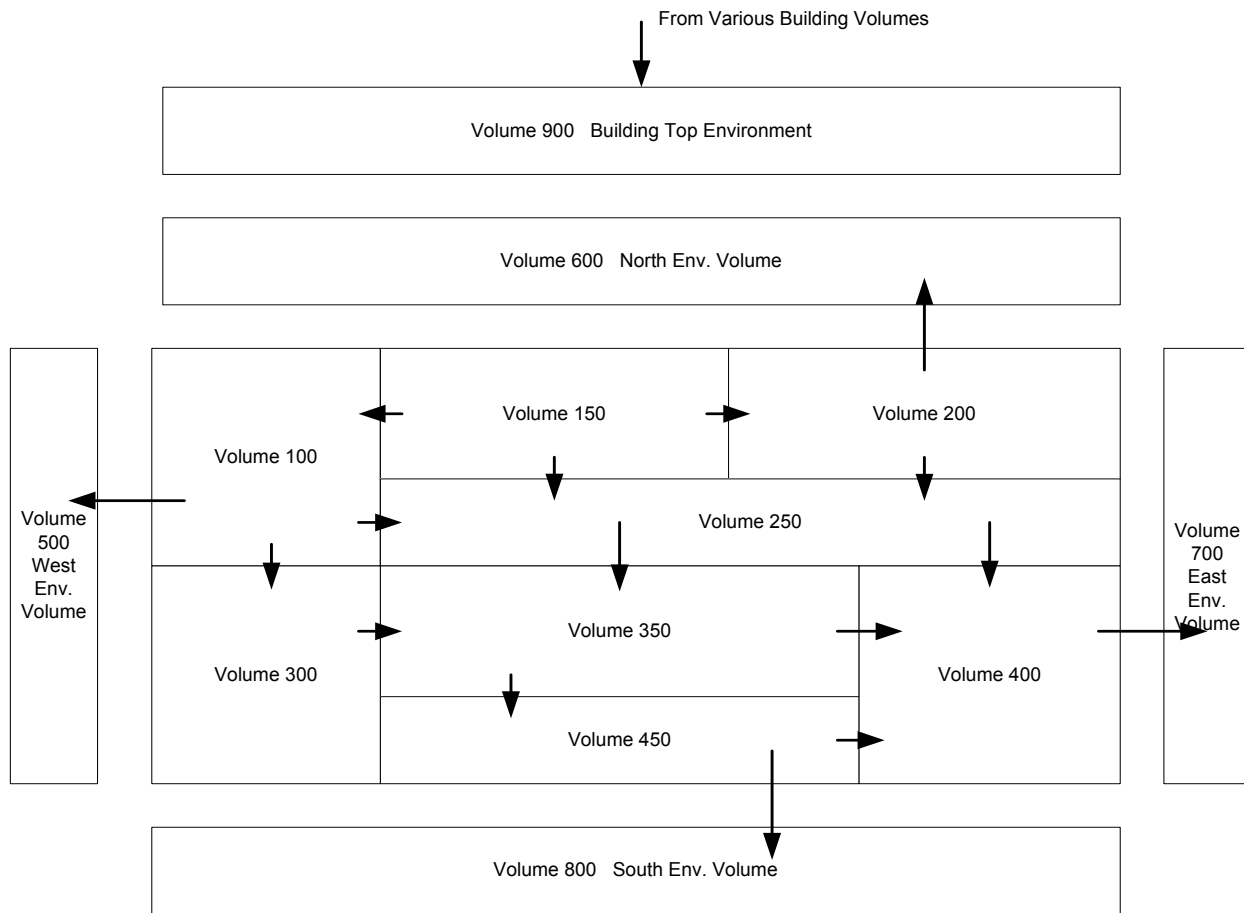 From Various Building Volumes
Volume 900   Building Top Environment
Volume 600   North Env. Volume
Volume 150
Volume 200
Volume 100
Volume
500
West
Env.
Volume
Volume 250
Volume
700
East
Env.
Volume
Volume 350
Volume 300
Volume 400
Volume 450
Volume 800   South Env. Volume